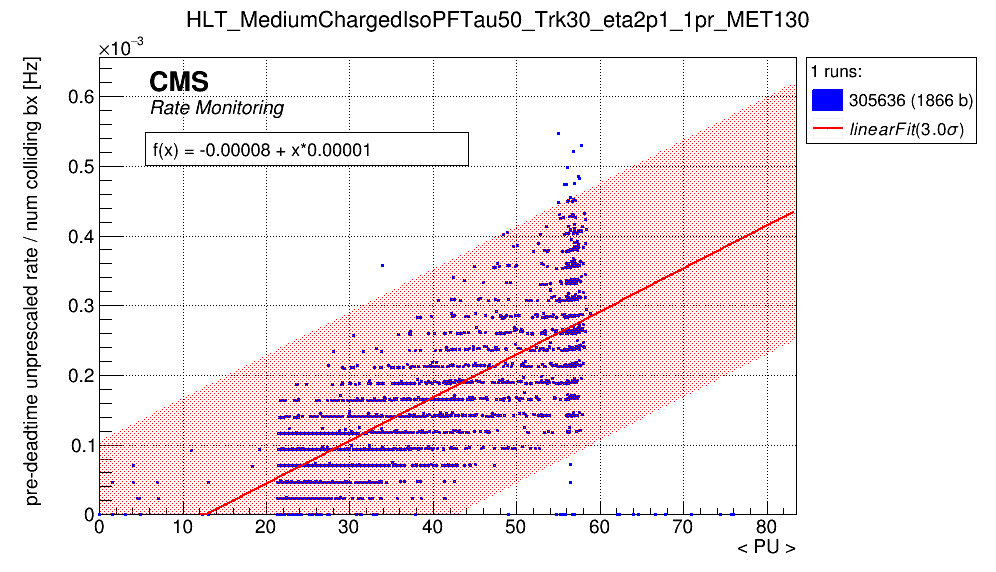 HLT_MediumChargedIsoPFTau50_Trk30_eta2p1_1pr_MET130
×10⁻³
pre-deadtime unprescaled rate / num colliding bx [Hz]
CMS
Rate Monitoring
f(x) = -0.00008 + x*0.00001
1 runs:
305636 (1866 b)
linearFit(3.0σ)
0.6
0.5
0.4
0.3
0.2
0.1
0
0 10 20 30 40 50 60 70 80
< PU >